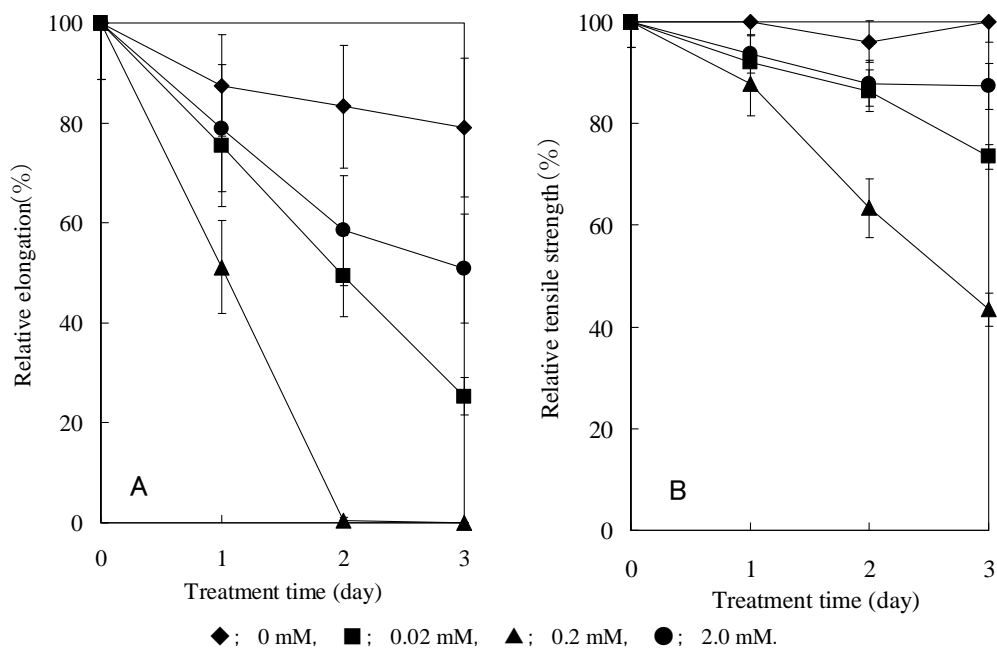 Relative elongation(%)
100
80
60
40
20
0
A
0 1 2 3
Treatment time (day)
Relative tensile strength (%)
100
80
60
40
20
0
B
0 1 2 3
Treatment time (day)
; 0 mM, ; 0.02 mM, ; 0.2 mM, ; 2.0 mM.